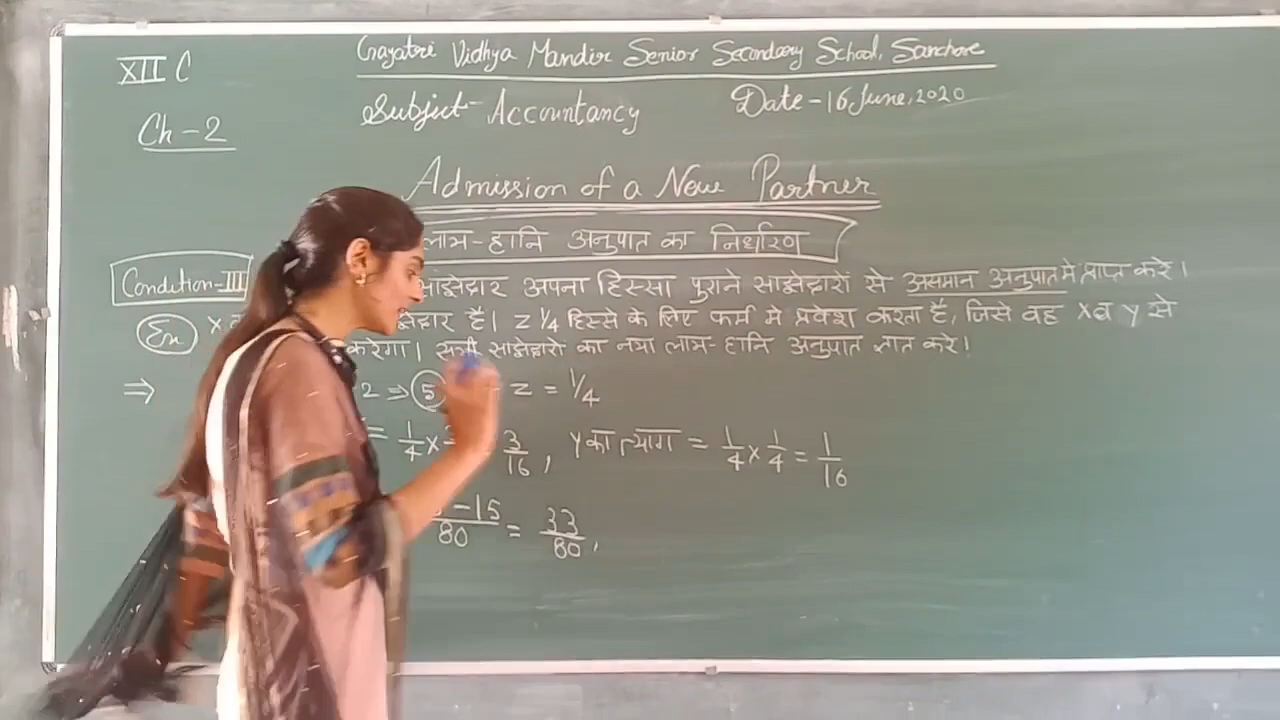 XII C
Gayatri Vidhya Mandir Senior Secondary School, Sanchore
Subject - Accountancy Date - 16 June, 2020
Ch - 2
Admission of a New Partner
लाभ-हानि अनुपात का निर्धारण
Condition-III साझेदार अपना हिस्सा पुराने साझेदारों से असमान अनुपात मे प्राप्त करे।
Ex X है। Z 1/4 हिस्से के लिए फर्म मे प्रवेश करता है, जिसे वह X व Y से
करेगा। सभी साझेदारो का नया लाभ-हानि अनुपात ज्ञात करे।
⇒ 2 ⇒ 5 Z = 1/4
= 1/4 × 3/16, Y का त्याग = 1/4 × 1/4 = 1/16
- 15/80 = 33/80,